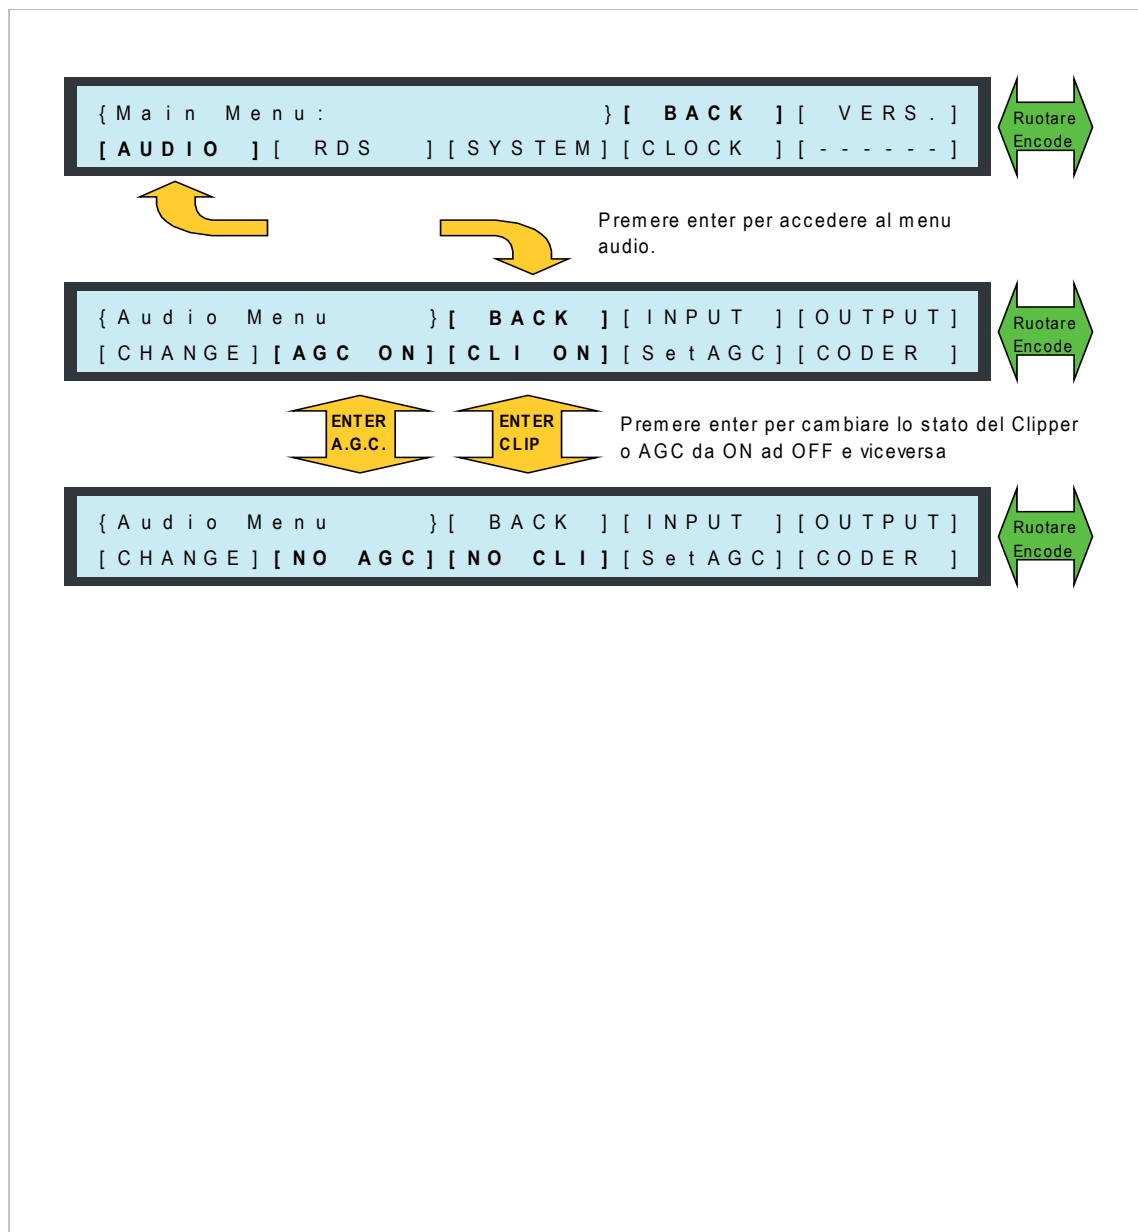 {Main Menu: }[ BACK ][ VERS.]
[AUDIO ][ RDS ][SYSTEM][CLOCK ][------]
Ruotare
Encode
Premere enter per accedere al menu
audio.
{Audio Menu }[ BACK ][INPUT ][OUTPUT]
[CHANGE][AGC ON][CLI ON][SetAGC][CODER ]
Ruotare
Encode
ENTER
A.G.C.
ENTER
CLIP
Premere enter per cambiare lo stato del Clipper
o AGC da ON ad OFF e viceversa
{Audio Menu }[ BACK ][INPUT ][OUTPUT]
[CHANGE][NO AGC][NO CLI][SetAGC][CODER ]
Ruotare
Encode